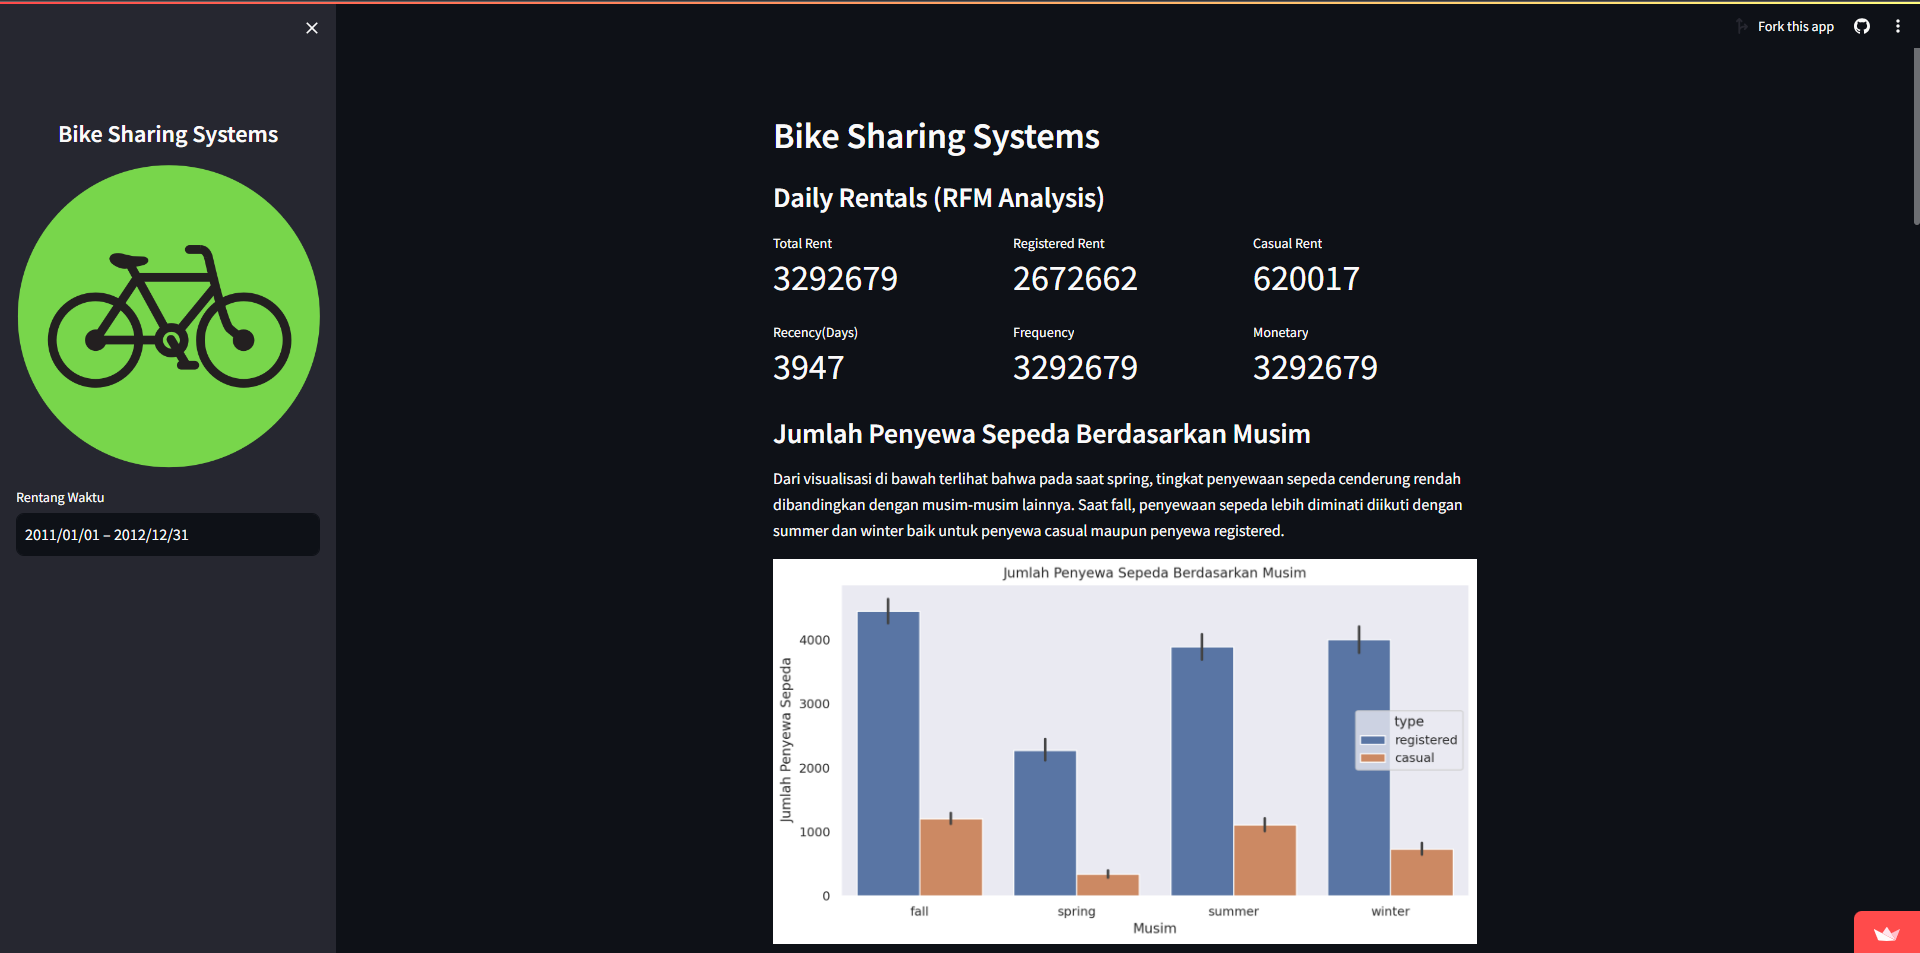 Fork this app
Bike Sharing Systems
Rentang Waktu
2011/01/01 – 2012/12/31
Bike Sharing Systems
Daily Rentals (RFM Analysis)
Total Rent
Registered Rent
Casual Rent
3292679
2672662
620017
Recency(Days)
Frequency
Monetary
3947
3292679
3292679
Jumlah Penyewa Sepeda Berdasarkan Musim
Dari visualisasi di bawah terlihat bahwa pada saat spring, tingkat penyewaan sepeda cenderung rendah
dibandingkan dengan musim-musim lainnya. Saat fall, penyewaan sepeda lebih diminati diikuti dengan
summer dan winter baik untuk penyewa casual maupun penyewa registered.
Jumlah Penyewa Sepeda Berdasarkan Musim
Jumlah Penyewa Sepeda
4000
3000
2000
1000
0
type
registered
casual
fall
spring
summer
winter
Musim